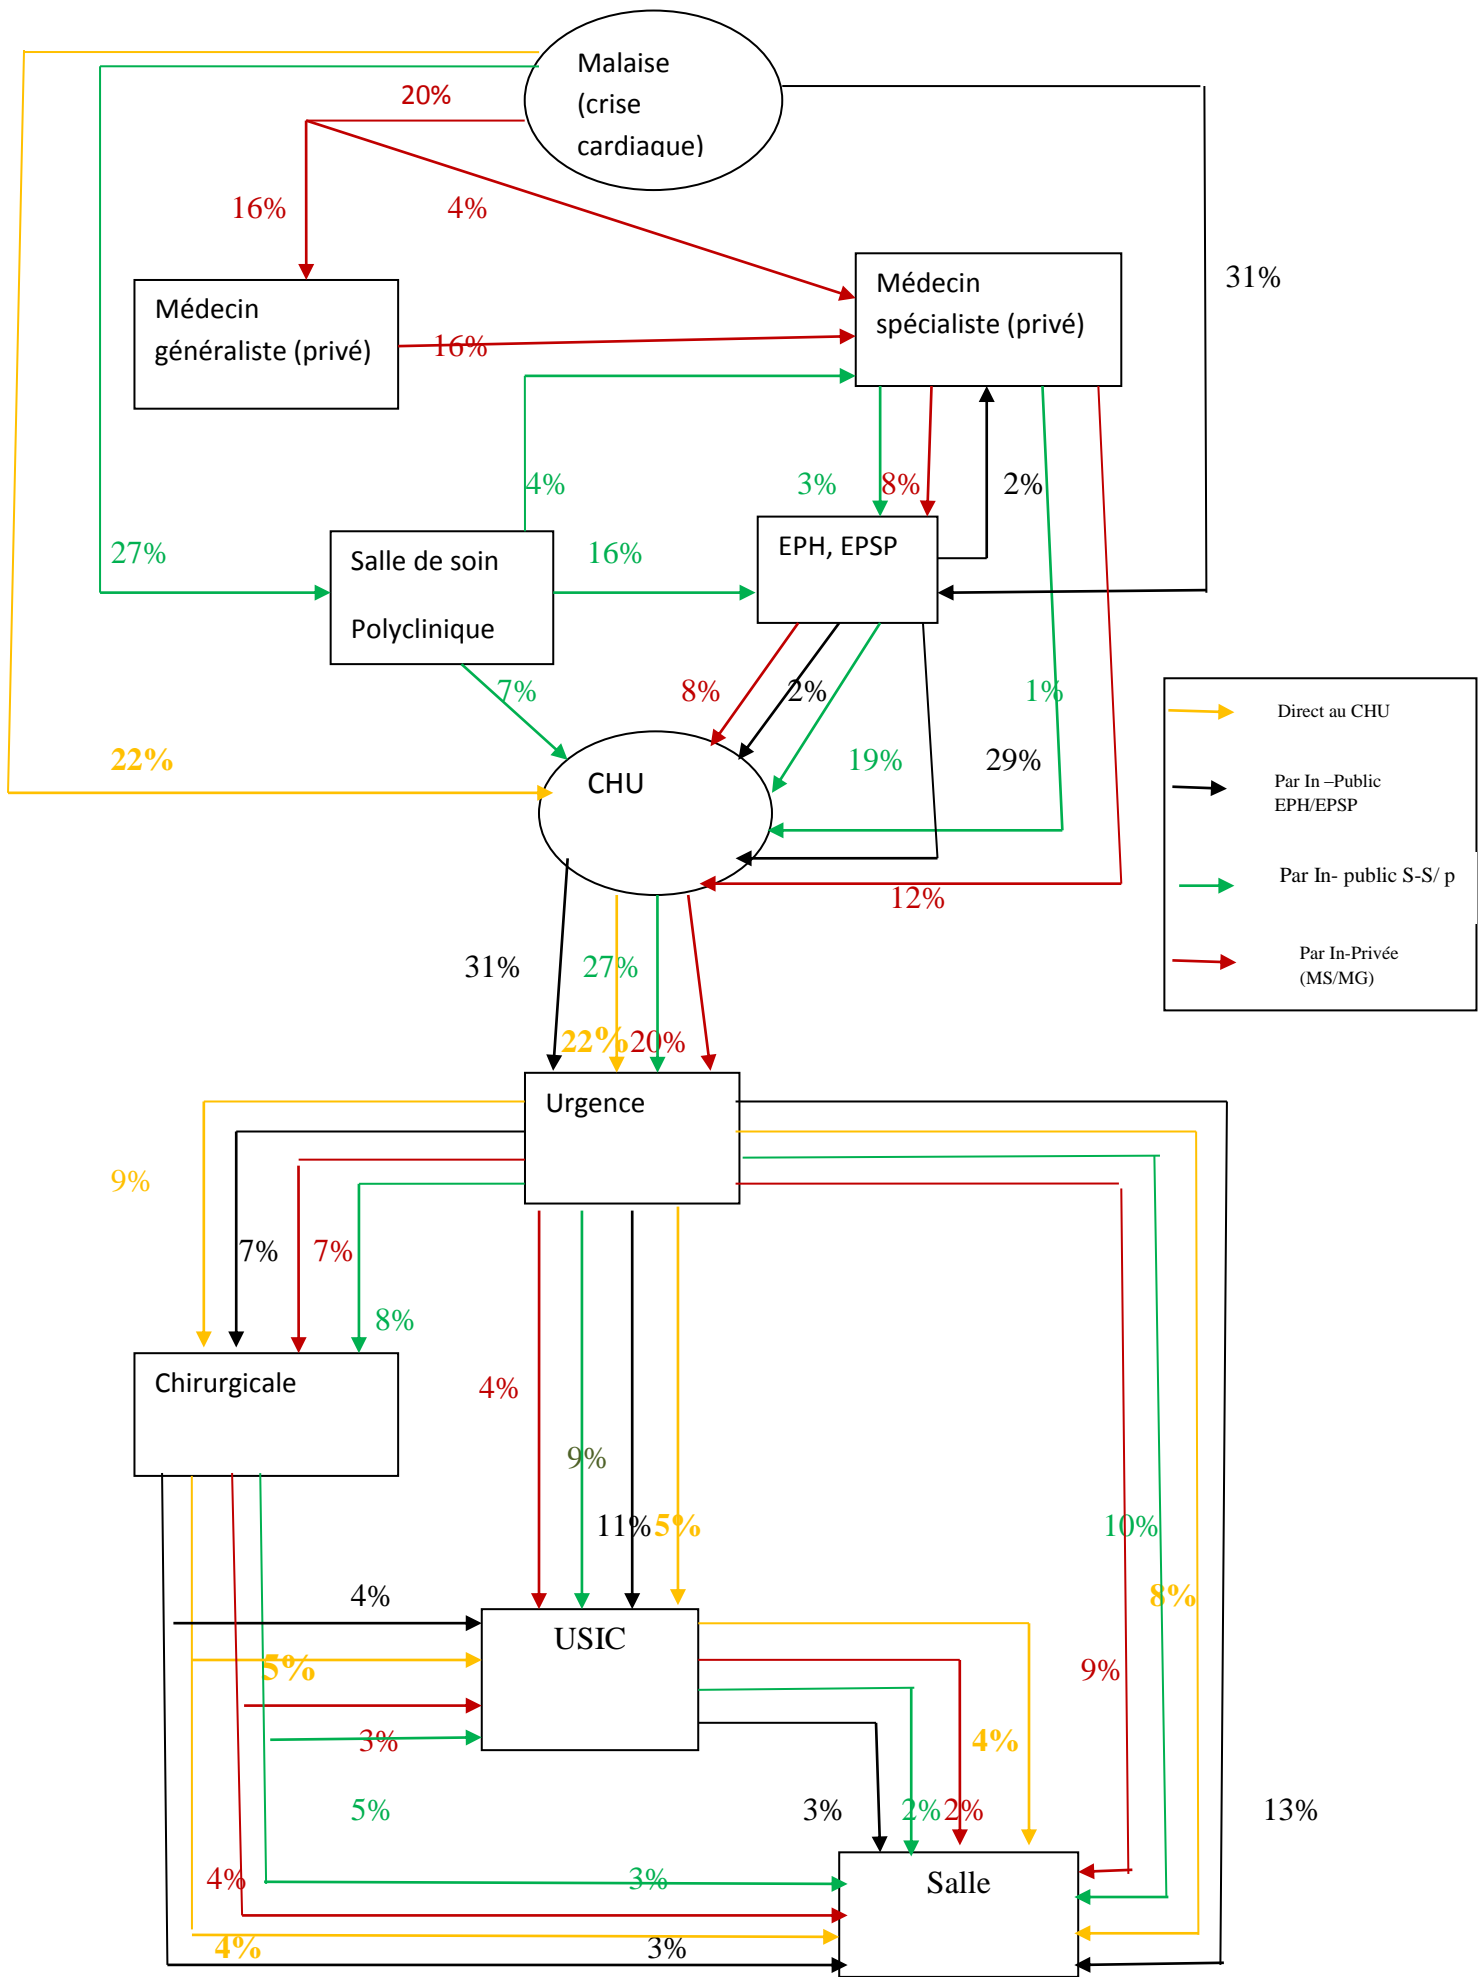 Malaise
(crise
cardiaque)
20%
16%
4%
31%
Médecin
spécialiste (privé)
Médecin
généraliste (privé)
16%
4%
3%
8%
2%
27%
Salle de soin
Polyclinique
16%
EPH, EPSP
7%
8%
2%
1%
22%
19%
29%
CHU
12%
Direct au CHU
Par In –Public
EPH/EPSP
Par In- public S-S/ p
Par In-Privée
(MS/MG)
31%
27%
22%
20%
Urgence
9%
7%
7%
8%
Chirurgicale
4%
9%
11%
5%
10%
4%
8%
USIC
5%
9%
3%
4%
5%
3%
2%
2%
13%
4%
3%
Salle
4%
3%